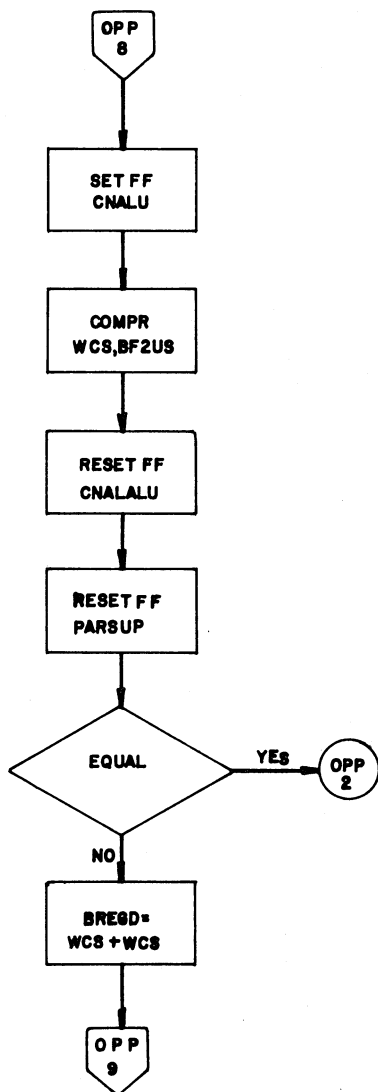 OPP
8
SET FF
CNALU
COMPR
WCS,BF2US
RESET FF
CNALALU
RESET FF
PARSUP
EQUAL
YES
OPP
2
NO
BREGD=
WCS + WCS
OPP
9